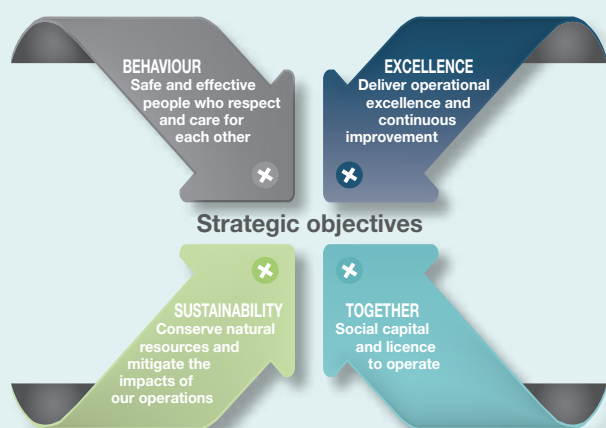 BEHAVIOUR
Safe and effective
people who respect
and care for
each other
EXCELLENCE
Deliver operational
excellence and
continuous
improvement
Strategic objectives
SUSTAINABILITY
Conserve natural
resources and
mitigate the
impacts of
our operations
TOGETHER
Social capital
and licence
to operate